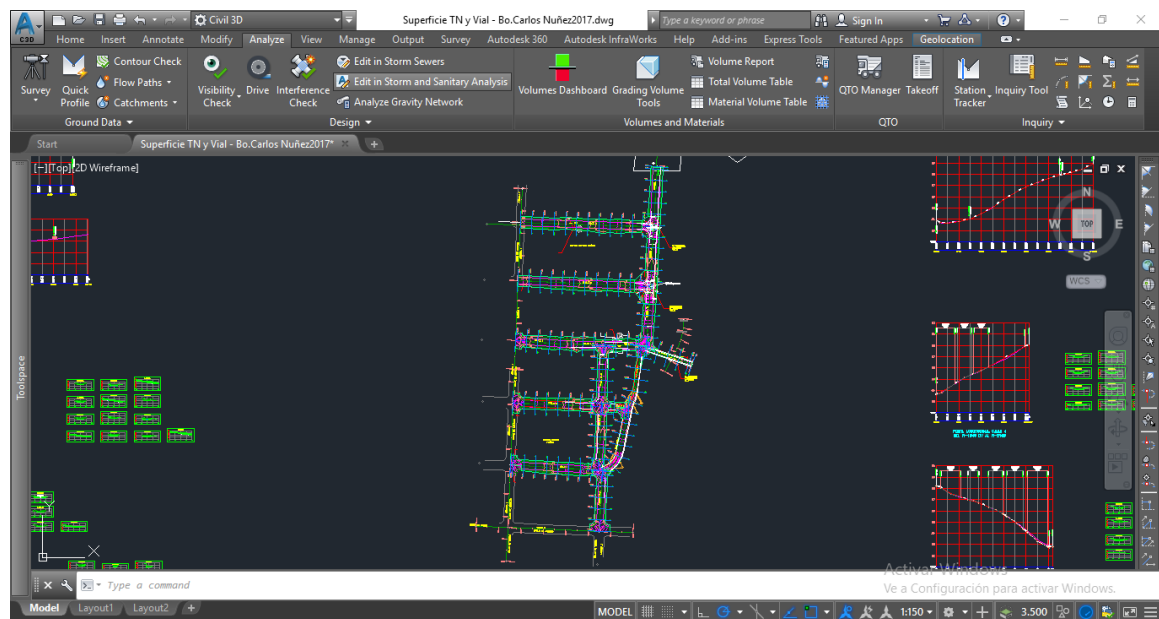 Civil 3D
Superficie TN y Vial - Bo.Carlos Nuñez2017.dwg
Type a keyword or phrase
Sign In
C3D
Home Insert Annotate Modify Analyze View Manage Output Survey Autodesk 360 Autodesk InfraWorks Help Add-ins Express Tools Featured Apps Geolocation
Survey
Quick Profile
Contour Check
Flow Paths
Catchments
Visibility Check
Drive
Interference Check
Edit in Storm Sewers
Edit in Storm and Sanitary Analysis
Analyze Gravity Network
Volumes Dashboard
Grading Volume Tools
Volume Report
Total Volume Table
Material Volume Table
QTO Manager
Takeoff
Station Tracker
Inquiry Tool
Ground Data
Design
Volumes and Materials
QTO
Inquiry
Start
Superficie TN y Vial - Bo.Carlos Nuñez2017*
[-][Top][2D Wireframe]
N
W
TOP
E
S
WCS
Toolspace
Y
X
Activar Windows
Ve a Configuración para activar Windows.
Type a command
Model Layout1 Layout2
MODEL
1:150
3.500